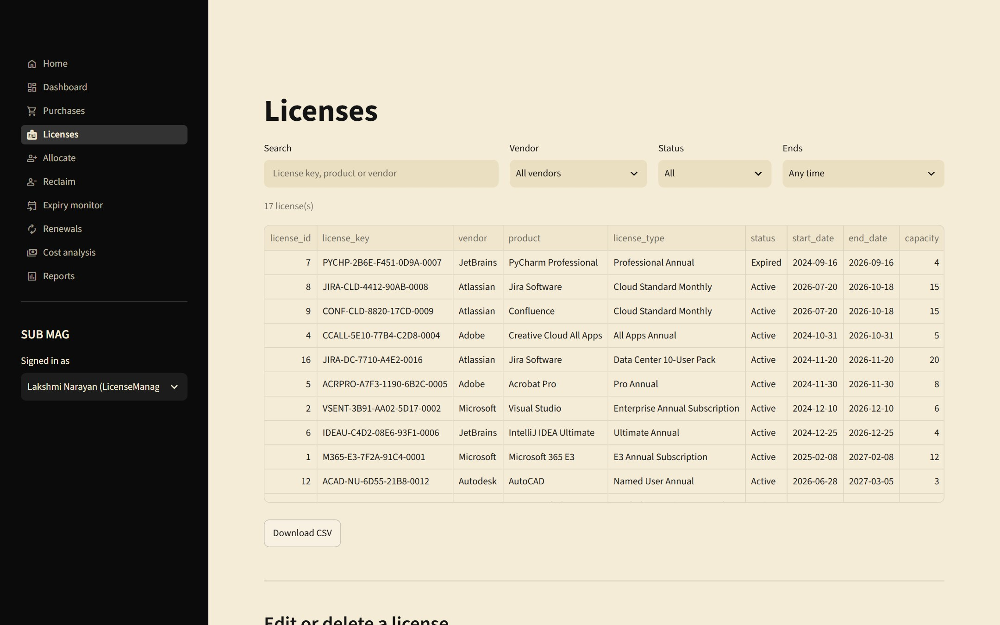 Home
Dashboard
Purchases
Licenses
Allocate
Reclaim
Expiry monitor
Renewals
Cost analysis
Reports
SUB MAG
Signed in as
Lakshmi Narayan (LicenseManag
Licenses
Search Vendor Status Ends
License key, product or vendor All vendors All Any time
17 license(s)
license_id license_key vendor product license_type status start_date end_date capacity
7 PYCHP-2B6E-F451-0D9A-0007 JetBrains PyCharm Professional Professional Annual Expired 2024-09-16 2026-09-16 4
8 JIRA-CLD-4412-90AB-0008 Atlassian Jira Software Cloud Standard Monthly Active 2026-07-20 2026-10-18 15
9 CONF-CLD-8820-17CD-0009 Atlassian Confluence Cloud Standard Monthly Active 2026-07-20 2026-10-18 15
4 CCALL-5E10-77B4-C2D8-0004 Adobe Creative Cloud All Apps All Apps Annual Active 2024-10-31 2026-10-31 5
16 JIRA-DC-7710-A4E2-0016 Atlassian Jira Software Data Center 10-User Pack Active 2024-11-20 2026-11-20 20
5 ACRPRO-A7F3-1190-6B2C-0005 Adobe Acrobat Pro Pro Annual Active 2024-11-30 2026-11-30 8
2 VSENT-3B91-AA02-5D17-0002 Microsoft Visual Studio Enterprise Annual Subscription Active 2024-12-10 2026-12-10 6
6 IDEAU-C4D2-08E6-93F1-0006 JetBrains IntelliJ IDEA Ultimate Ultimate Annual Active 2024-12-25 2026-12-25 4
1 M365-E3-7F2A-91C4-0001 Microsoft Microsoft 365 E3 E3 Annual Subscription Active 2025-02-08 2027-02-08 12
12 ACAD-NU-6D55-21B8-0012 Autodesk AutoCAD Named User Annual Active 2026-06-28 2027-03-05 3
Download CSV
Edit or delete a license